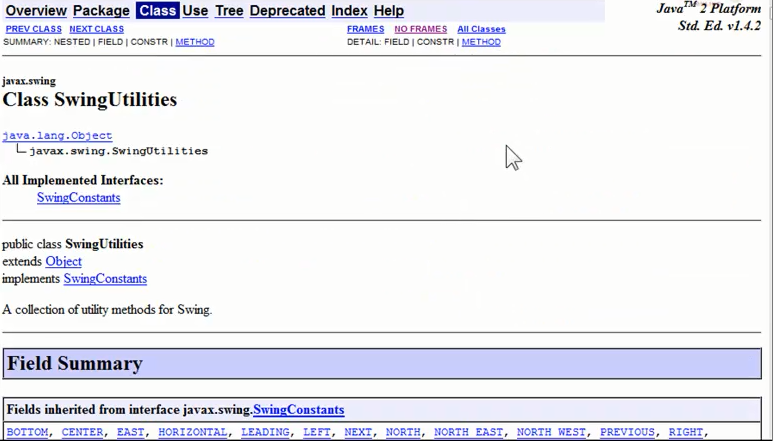 Overview Package Class Use Tree Deprecated Index Help
Java™ 2 Platform
Std. Ed. v1.4.2
PREV CLASS NEXT CLASS
FRAMES NO FRAMES All Classes
SUMMARY: NESTED | FIELD | CONSTR | METHOD
DETAIL: FIELD | CONSTR | METHOD
javax.swing
Class SwingUtilities
java.lang.Object
javax.swing.SwingUtilities
All Implemented Interfaces:
SwingConstants
public class SwingUtilities
extends Object
implements SwingConstants
A collection of utility methods for Swing.
Field Summary
Fields inherited from interface javax.swing.SwingConstants
BOTTOM, CENTER, EAST, HORIZONTAL, LEADING, LEFT, NEXT, NORTH, NORTH_EAST, NORTH_WEST, PREVIOUS, RIGHT,